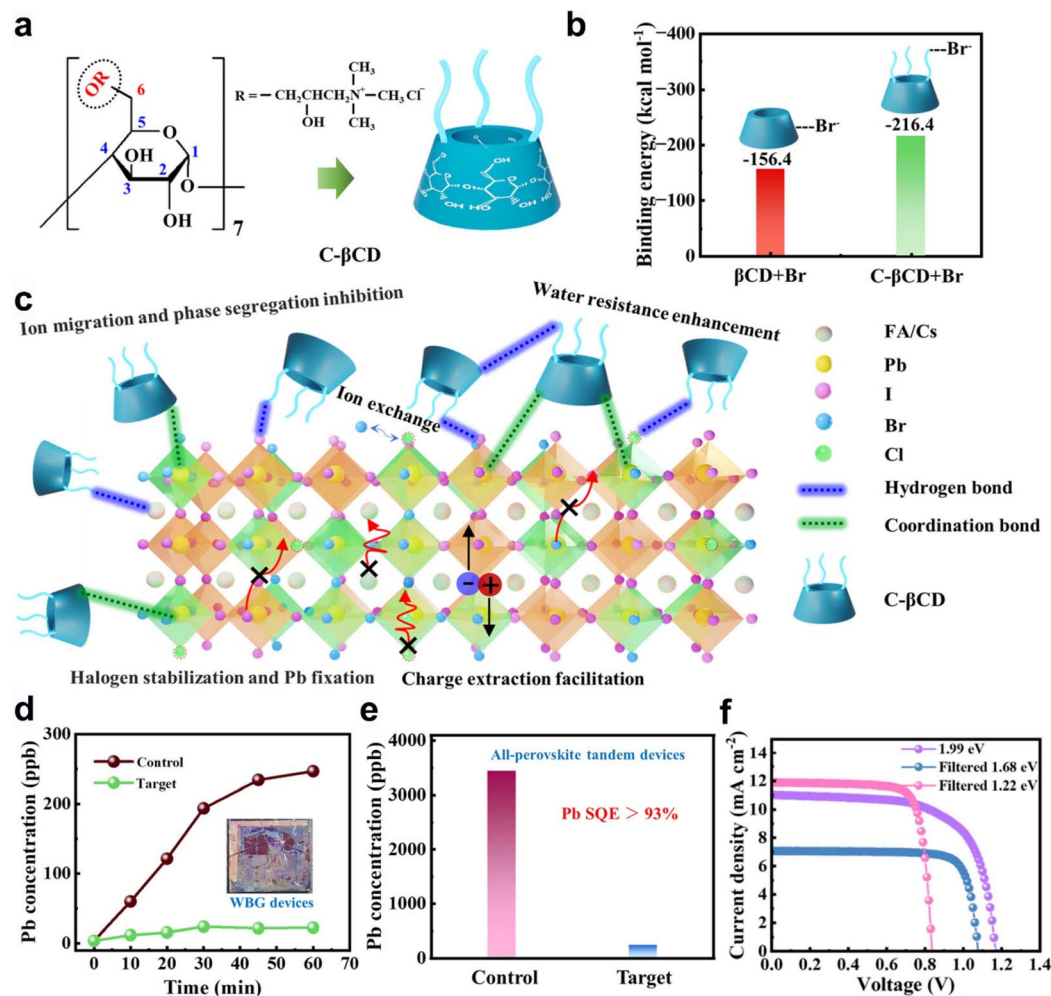 a
OR
6
5
4
OH
3
2
1
O
O
OH
7
R = —CH₂CHCH₂N⁺—CH₃Cl⁻
CH₃
OH
CH₃
C-βCD
b
Binding energy (kcal mol⁻¹)
−400
−300
−200
−100
0
---Br⁻
-156.4
---Br⁻
-216.4
βCD+Br
C-βCD+Br
c
Ion migration and phase segregation inhibition
Water resistance enhancement
Ion exchange
Halogen stabilization and Pb fixation
Charge extraction facilitation
-
+
FA/Cs
Pb
I
Br
Cl
Hydrogen bond
Coordination bond
C-βCD
d
Pb concentration (ppb)
300
250
0
Control
Target
WBG devices
0 10 20 30 40 50 60 70
Time (min)
e
Pb concentration (ppb)
4000
3000
2000
1000
0
All-perovskite tandem devices
Pb SQE > 93%
Control
Target
f
Current density (mA cm⁻²)
14
12
10
8
6
4
2
0
1.99 eV
Filtered 1.68 eV
Filtered 1.22 eV
0.0 0.2 0.4 0.6 0.8 1.0 1.2 1.4
Voltage (V)